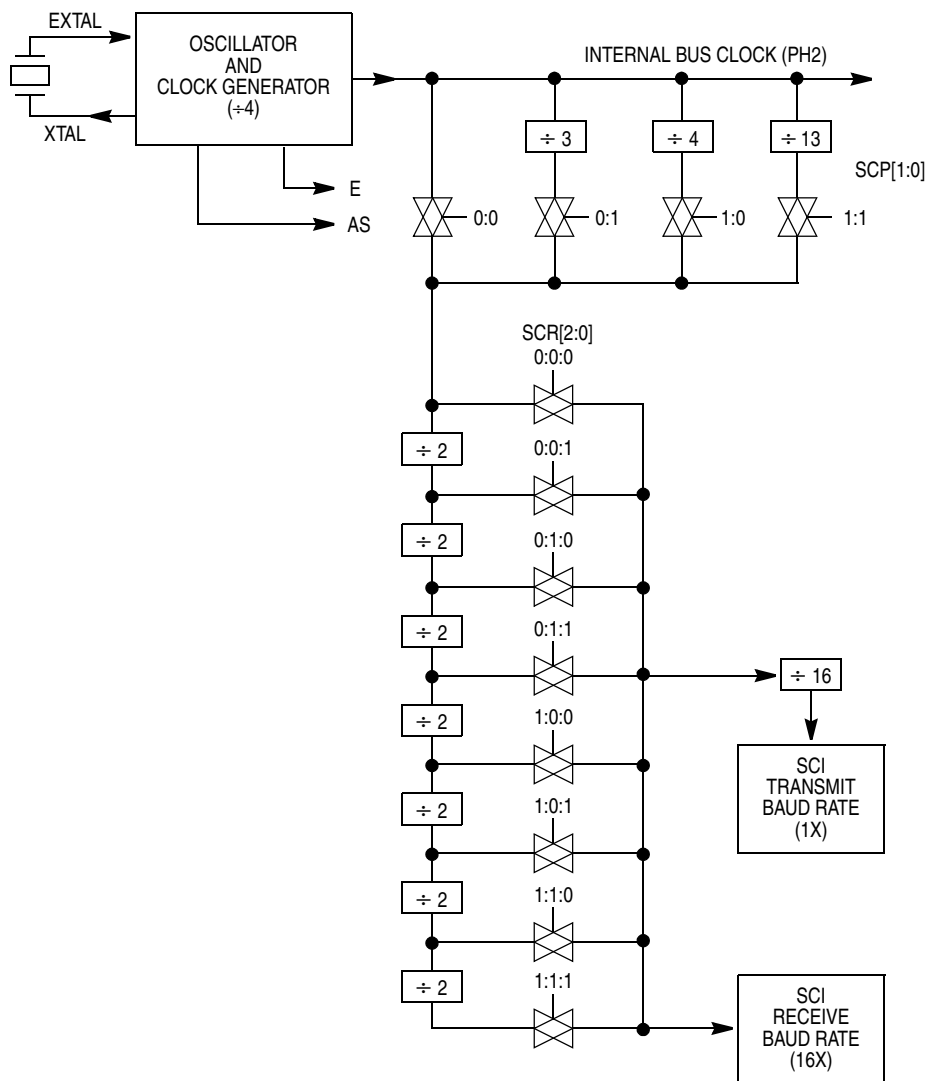 EXTAL
OSCILLATOR
AND
CLOCK GENERATOR
(÷4)
XTAL
E
AS
INTERNAL BUS CLOCK (PH2)
÷ 3
÷ 4
÷ 13
SCP[1:0]
0:0
0:1
1:0
1:1
SCR[2:0]
0:0:0
÷ 2
0:0:1
÷ 2
0:1:0
÷ 2
0:1:1
÷ 2
1:0:0
÷ 2
1:0:1
÷ 2
1:1:0
÷ 2
1:1:1
÷ 16
SCI
TRANSMIT
BAUD RATE
(1X)
SCI
RECEIVE
BAUD RATE
(16X)